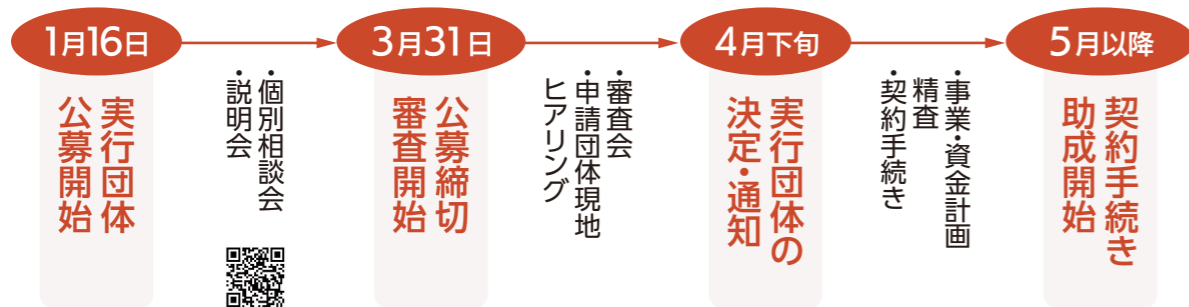 1月16日
実行団体
公募開始
・個別相談会
・説明会
3月31日
公募締切
審査開始
・審査会
・申請団体現地
ヒアリング
4月下旬
実行団体の
決定・通知
・事業・資金計画
精査
・契約手続き
5月以降
契約手続き
助成開始